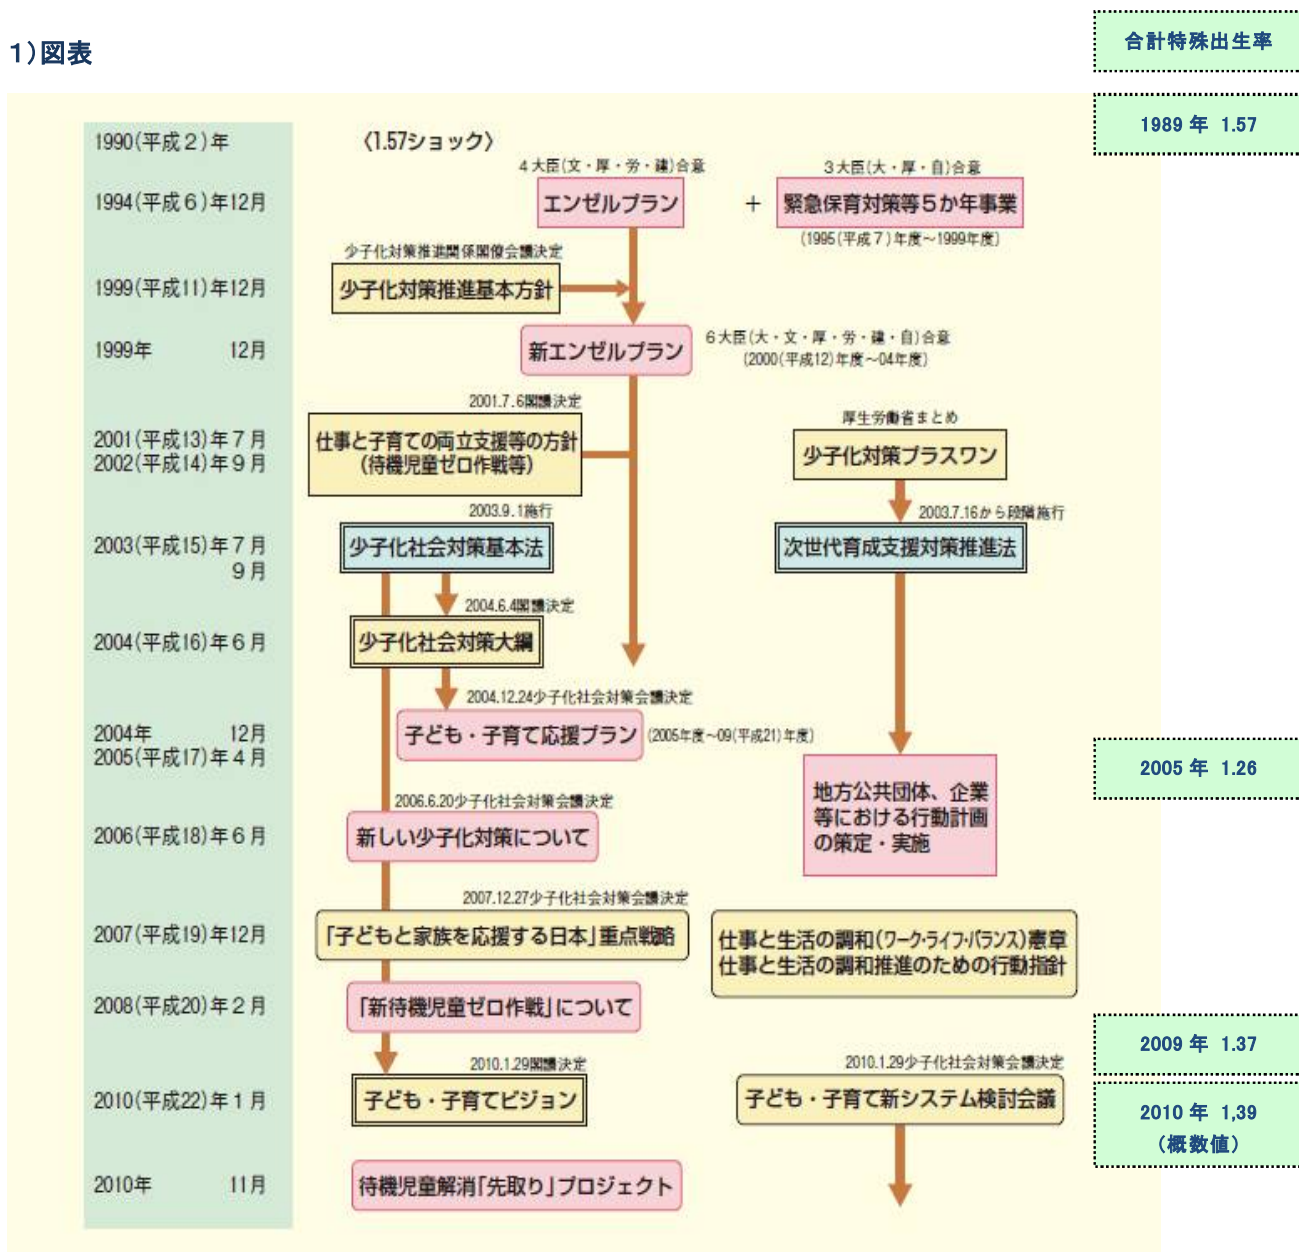 1)図表
合計特殊出生率
1989 年 1.57
1990(平成2)年
〈1.57ショック〉
4大臣(文・厚・労・建)合意
3大臣(大・厚・自)合意
1994(平成6)年12月
エンゼルプラン
+
緊急保育対策等5か年事業
(1995(平成7)年度～1999年度)
少子化対策推進関係閣僚会議決定
1999(平成11)年12月
少子化対策推進基本方針
1999年 12月
新エンゼルプラン
6大臣(大・文・厚・労・建・自)合意
(2000(平成12)年度～04年度)
2001.7.6閣議決定
厚生労働省まとめ
2001(平成13)年7月
2002(平成14)年9月
仕事と子育ての両立支援等の方針
(待機児童ゼロ作戦等)
少子化対策プラスワン
2003.9.1施行
2003.7.16から段階施行
2003(平成15)年7月
9月
少子化社会対策基本法
次世代育成支援対策推進法
2004.6.4閣議決定
2004(平成16)年6月
少子化社会対策大綱
2004.12.24少子化社会対策会議決定
2004年 12月
2005(平成17)年4月
子ども・子育て応援プラン
(2005年度～09(平成21)年度)
2005 年 1.26
地方公共団体、企業
等における行動計画
の策定・実施
2006.6.20少子化社会対策会議決定
2006(平成18)年6月
新しい少子化対策について
2007.12.27少子化社会対策会議決定
2007(平成19)年12月
「子どもと家族を応援する日本」重点戦略
仕事と生活の調和(ワーク・ライフ・バランス)憲章
仕事と生活の調和推進のための行動指針
2008(平成20)年2月
「新待機児童ゼロ作戦」について
2009 年 1.37
2010.1.29閣議決定
2010.1.29少子化社会対策会議決定
2010(平成22)年1月
子ども・子育てビジョン
子ども・子育て新システム検討会議
2010 年 1,39
(概数値)
2010年 11月
待機児童解消「先取り」プロジェクト